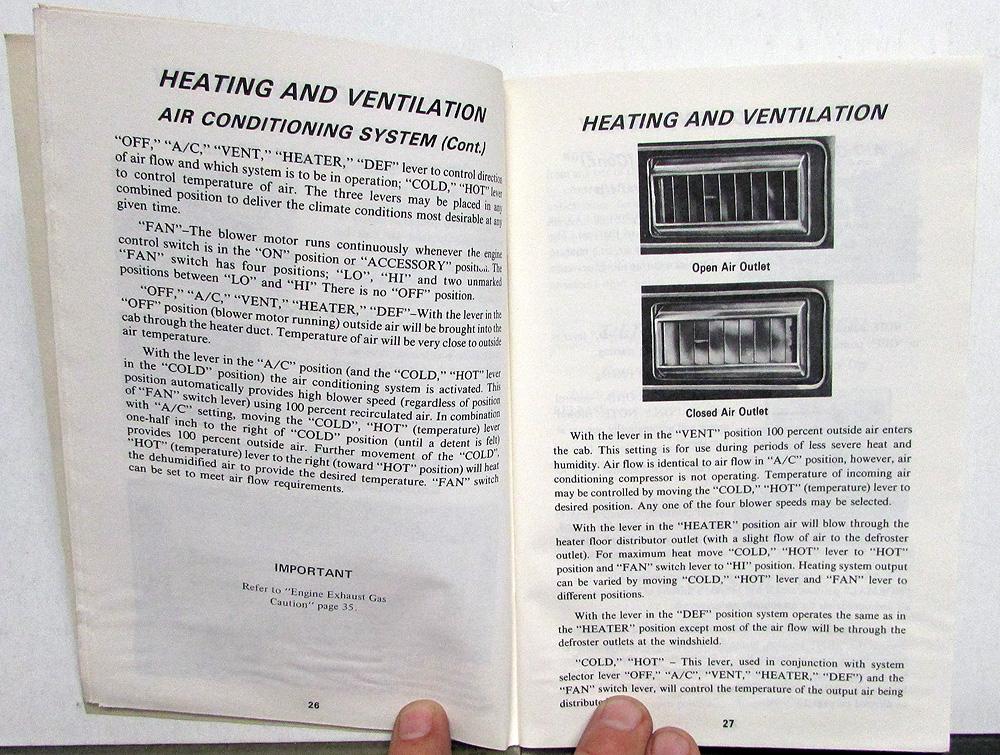 HEATING AND VENTILATION
AIR CONDITIONING SYSTEM (Cont.)
“OFF,” “A/C,” “VENT,” “HEATER,” “DEF” lever to control direction
of air flow and which system is to be in operation; “COLD,” “HOT” lever
to control temperature of air. The three levers may be placed in any
combined position to deliver the climate conditions most desirable at any
given time.
“FAN”–The blower motor runs continuously whenever the engine
control switch is in the “ON” position or “ACCESSORY” position. The
“FAN” switch has four positions; “LO”, “HI” and two unmarked
positions between “LO” and “HI” There is no “OFF” position.
“OFF,” “A/C,” “VENT,” “HEATER,” “DEF”–With the lever in the
“OFF” position (blower motor running) outside air will be brought into the
cab through the heater duct. Temperature of air will be very close to outside
air temperature.
With the lever in the “A/C” position (and the “COLD,” “HOT” lever
in the “COLD” position) the air conditioning system is activated. This
position automatically provides high blower speed (regardless of position
of “FAN” switch lever) using 100 percent recirculated air. In combination
with “A/C” setting, moving the “COLD”, “HOT” (temperature) lever
one-half inch to the right of “COLD” position (until a detent is felt)
provides 100 percent outside air. Further movement of the “COLD”,
“HOT” (temperature) lever to the right (toward “HOT” position) will heat
the dehumidified air to provide the desired temperature. “FAN” switch
can be set to meet air flow requirements.
IMPORTANT
Refer to “Engine Exhaust Gas
Caution” page 35.
26
HEATING AND VENTILATION
Open Air Outlet
Closed Air Outlet
With the lever in the “VENT” position 100 percent outside air enters
the cab. This setting is for use during periods of less severe heat and
humidity. Air flow is identical to air flow in “A/C” position, however, air
conditioning compressor is not operating. Temperature of incoming air
may be controlled by moving the “COLD,” “HOT” (temperature) lever to
desired position. Any one of the four blower speeds may be selected.
With the lever in the “HEATER” position air will blow through the
heater floor distributor outlet (with a slight flow of air to the defroster
outlet). For maximum heat move “COLD,” “HOT” lever to “HOT”
position and “FAN” switch lever to “HI” position. Heating system output
can be varied by moving “COLD,” “HOT” lever and “FAN” lever to
different positions.
With the lever in the “DEF” position system operates the same as in
the “HEATER” position except most of the air flow will be through the
defroster outlets at the windshield.
“COLD,” “HOT” – This lever, used in conjunction with system
selector lever “OFF,” “A/C”, “VENT,” “HEATER,” “DEF”) and the
“FAN” switch lever, will control the temperature of the output air being
27